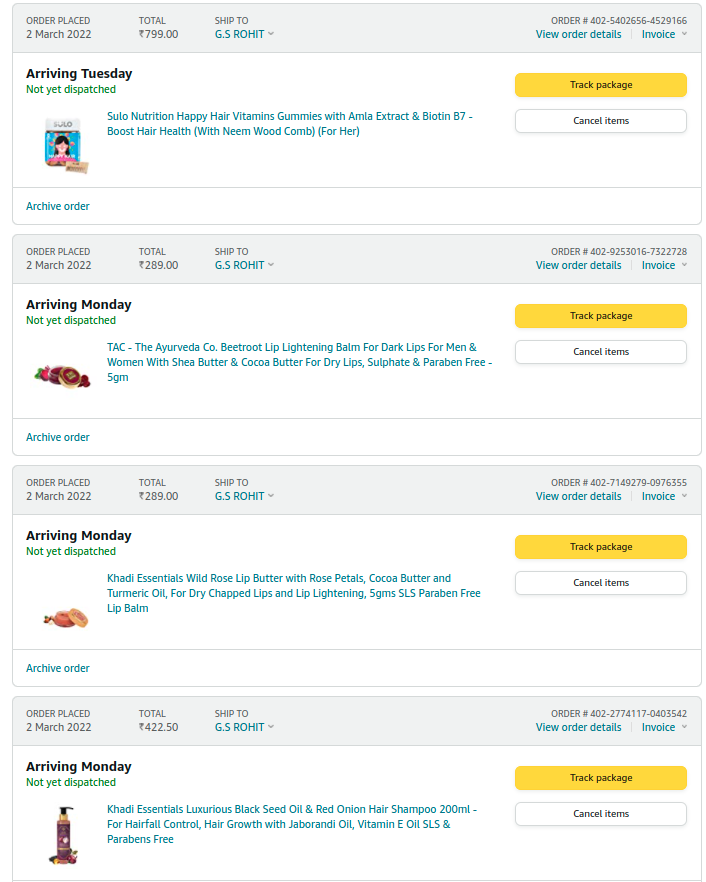 ORDER PLACED TOTAL SHIP TO ORDER # 402-5402656-4529166
2 March 2022 ₹799.00 G.S ROHIT View order details Invoice
Arriving Tuesday
Not yet dispatched
Track package
SULO
Sulo Nutrition Happy Hair Vitamins Gummies with Amla Extract & Biotin B7 -
Boost Hair Health (With Neem Wood Comb) (For Her)
Cancel items
Archive order
ORDER PLACED TOTAL SHIP TO ORDER # 402-9253016-7322728
2 March 2022 ₹289.00 G.S ROHIT View order details Invoice
Arriving Monday
Not yet dispatched
Track package
TAC - The Ayurveda Co. Beetroot Lip Lightening Balm For Dark Lips For Men &
Women With Shea Butter & Cocoa Butter For Dry Lips, Sulphate & Paraben Free -
5gm
Cancel items
Archive order
ORDER PLACED TOTAL SHIP TO ORDER # 402-7149279-0976355
2 March 2022 ₹289.00 G.S ROHIT View order details Invoice
Arriving Monday
Not yet dispatched
Track package
Khadi Essentials Wild Rose Lip Butter with Rose Petals, Cocoa Butter and
Turmeric Oil, For Dry Chapped Lips and Lip Lightening, 5gms SLS Paraben Free
Lip Balm
Cancel items
Archive order
ORDER PLACED TOTAL SHIP TO ORDER # 402-2774117-0403542
2 March 2022 ₹422.50 G.S ROHIT View order details Invoice
Arriving Monday
Not yet dispatched
Track package
Khadi Essentials Luxurious Black Seed Oil & Red Onion Hair Shampoo 200ml -
For Hairfall Control, Hair Growth with Jaborandi Oil, Vitamin E Oil SLS &
Parabens Free
Cancel items